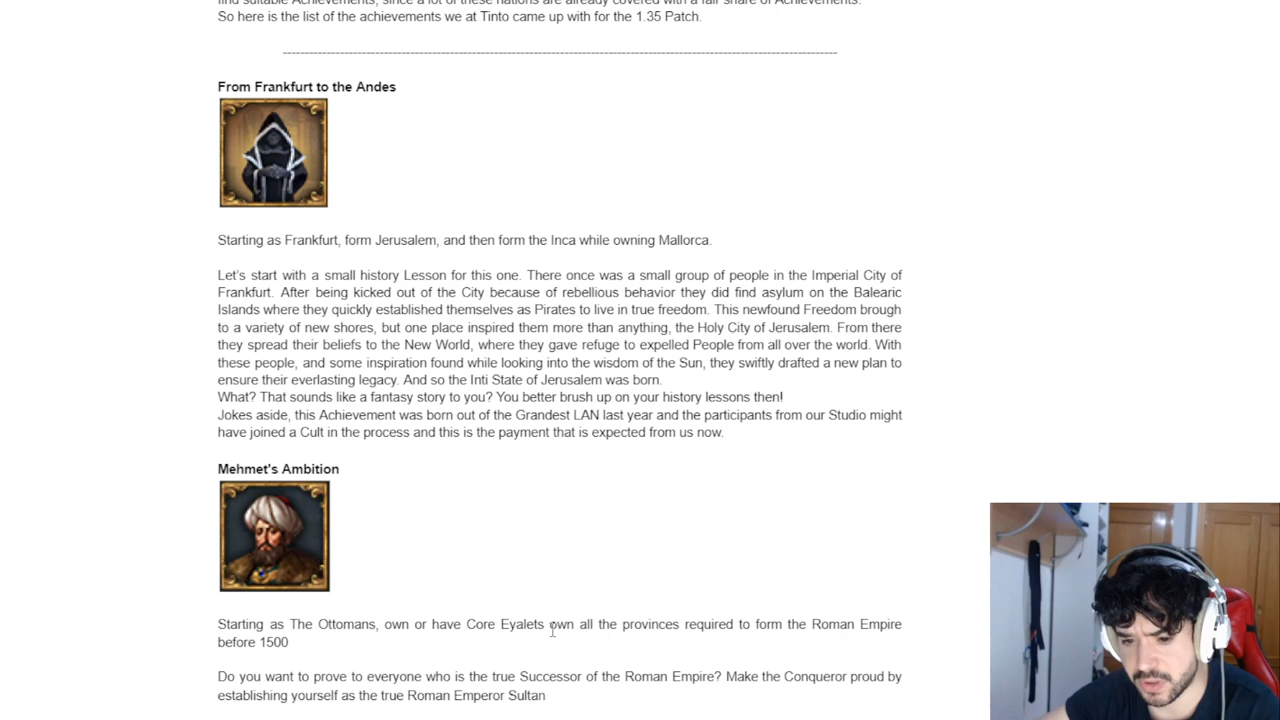 find suitable Achievements, since a lot of these nations are already covered with a fair share of Achievements.
So here is the list of the achievements we at Tinto came up with for the 1.35 Patch.
From Frankfurt to the Andes
Starting as Frankfurt, form Jerusalem, and then form the Inca while owning Mallorca.
Let's start with a small history Lesson for this one. There once was a small group of people in the Imperial City of
Frankfurt. After being kicked out of the City because of rebellious behavior they did find asylum on the Balearic
Islands where they quickly established themselves as Pirates to live in true freedom. This newfound Freedom brough
to a variety of new shores, but one place inspired them more than anything, the Holy City of Jerusalem. From there
they spread their beliefs to the New World, where they gave refuge to expelled People from all over the world. With
these people, and some inspiration found while looking into the wisdom of the Sun, they swiftly drafted a new plan to
ensure their everlasting legacy. And so the Inti State of Jerusalem was born.
What? That sounds like a fantasy story to you? You better brush up on your history lessons then!
Jokes aside, this Achievement was born out of the Grandest LAN last year and the participants from our Studio might
have joined a Cult in the process and this is the payment that is expected from us now.
Mehmet's Ambition
Starting as The Ottomans, own or have Core Eyalets own all the provinces required to form the Roman Empire
before 1500
Do you want to prove to everyone who is the true Successor of the Roman Empire? Make the Conqueror proud by
establishing yourself as the true Roman Emperor Sultan